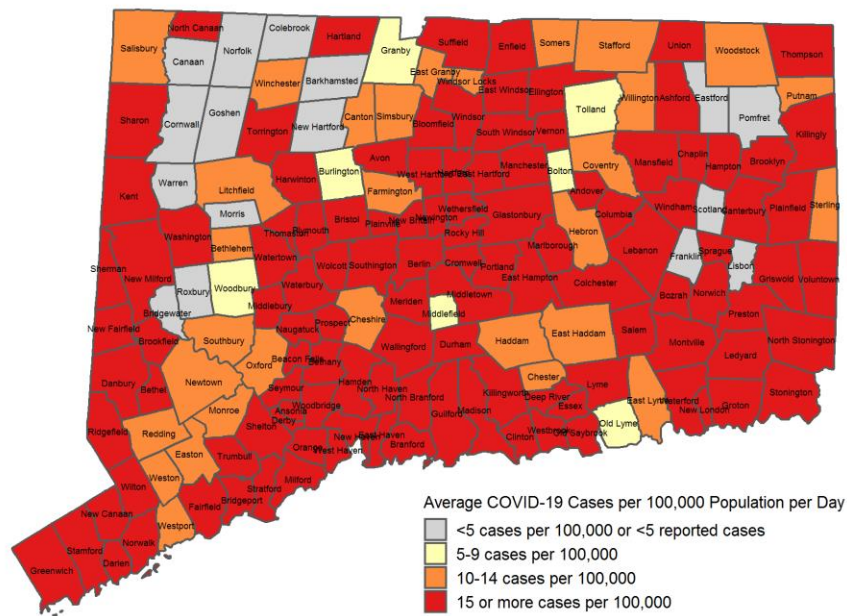 North Canaan
Colebrook
Hartland
Suffield
Enfield
Somers
Stafford
Union
Woodstock
Thompson
Salisbury
Canaan
Norfolk
Granby
East Granby
Windsor Locks
Winchester
Barkhamsted
East Windsor
Ellington
Tolland
Willington
Ashford
Eastford
Putnam
Pomfret
Sharon
Cornwall
Goshen
Torrington
New Hartford
Canton
Simsbury
Bloomfield
Windsor
South Windsor
Vernon
Killingly
Kent
Warren
Litchfield
Harwinton
Burlington
Avon
West Hartford
Hartford
East Hartford
Manchester
Bolton
Coventry
Mansfield
Chaplin
Hampton
Brooklyn
Andover
Farmington
Morris
Washington
Bethlehem
Thomaston
Plymouth
Bristol
Plainville
New Britain
Newington
Wethersfield
Rocky Hill
Glastonbury
Hebron
Columbia
Windham
Scotland
Canterbury
Plainfield
Sterling
Sherman
New Milford
Roxbury
Woodbury
Watertown
Wolcott
Southington
Berlin
Cromwell
Portland
Marlborough
East Hampton
Lebanon
Colchester
Franklin
Sprague
Lisbon
Griswold
Voluntown
Bozrah
Norwich
Preston
Bridgewater
Middlebury
Waterbury
Naugatuck
Prospect
Cheshire
Meriden
Middlefield
Middletown
New Fairfield
Brookfield
Southbury
Oxford
Beacon Falls
Bethany
Wallingford
Durham
Haddam
East Haddam
Salem
Montville
Ledyard
North Stonington
Danbury
Bethel
Newtown
Monroe
Seymour
Ansonia
Derby
Woodbridge
Hamden
North Haven
North Branford
Guilford
Madison
Killingworth
Chester
Deep River
Essex
Lyme
East Lyme
Waterford
New London
Groton
Stonington
Ridgefield
Redding
Easton
Shelton
Trumbull
Orange
West Haven
New Haven
East Haven
Branford
Clinton
Westbrook
Old Saybrook
Old Lyme
Wilton
Weston
Westport
Fairfield
Bridgeport
Stratford
Milford
New Canaan
Norwalk
Stamford
Darien
Greenwich
Average COVID-19 Cases per 100,000 Population per Day
<5 cases per 100,000 or <5 reported cases
5-9 cases per 100,000
10-14 cases per 100,000
15 or more cases per 100,000